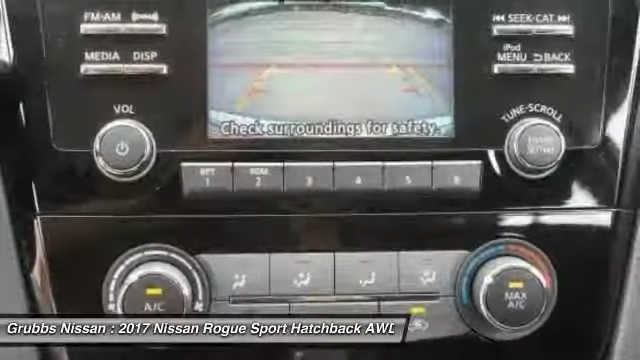 FM·AM
SEEK·CAT
MEDIA DISP
iPod
MENU BACK
VOL
TUNE·SCROLL
Check surroundings for safety.
RPT
1
RDM
2
3
4
5
6
A/C
MAX
A/C
Grubbs Nissan : 2017 Nissan Rogue Sport Hatchback AWD